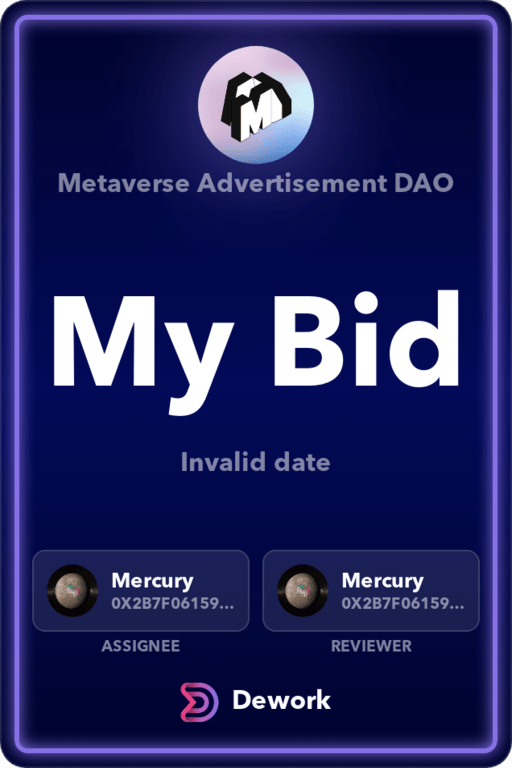 M
Metaverse Advertisement DAO
My Bid
Invalid date
Mercury
0X2B7F06159...
ASSIGNEE
Mercury
0X2B7F06159...
REVIEWER
Dework